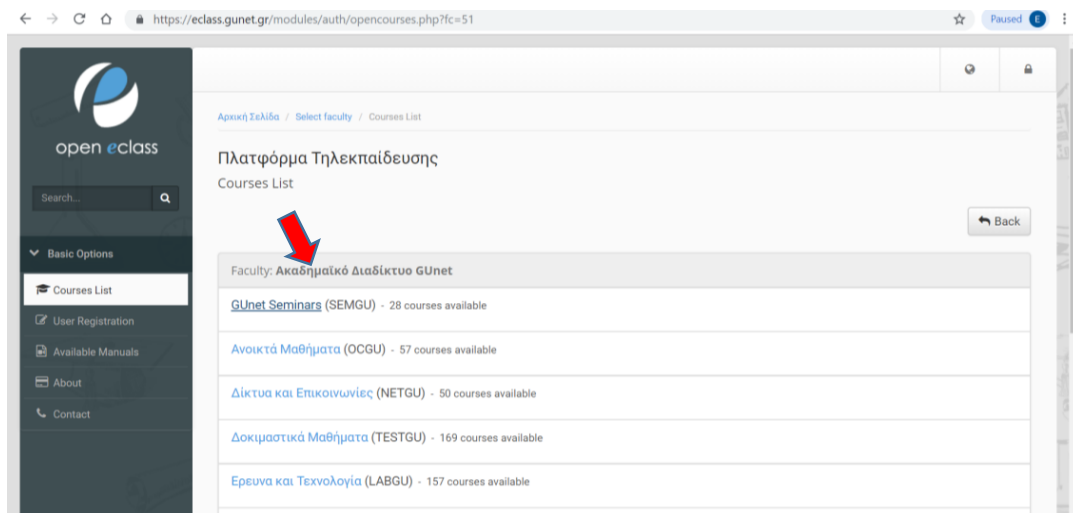 https://eclass.gunet.gr/modules/auth/opencourses.php?fc=51
Paused E
open eclass
Search...
Basic Options
Courses List
User Registration
Available Manuals
About
Contact
Αρχική Σελίδα / Select faculty / Courses List
Πλατφόρμα Τηλεκπαίδευσης
Courses List
Back
Faculty: Ακαδημαϊκό Διαδίκτυο GUnet
GUnet Seminars (SEMGU) - 28 courses available
Ανοικτά Μαθήματα (OCGU) - 57 courses available
Δίκτυα και Επικοινωνίες (NETGU) - 50 courses available
Δοκιμαστικά Μαθήματα (TESTGU) - 169 courses available
Ερευνα και Τεχνολογία (LABGU) - 157 courses available